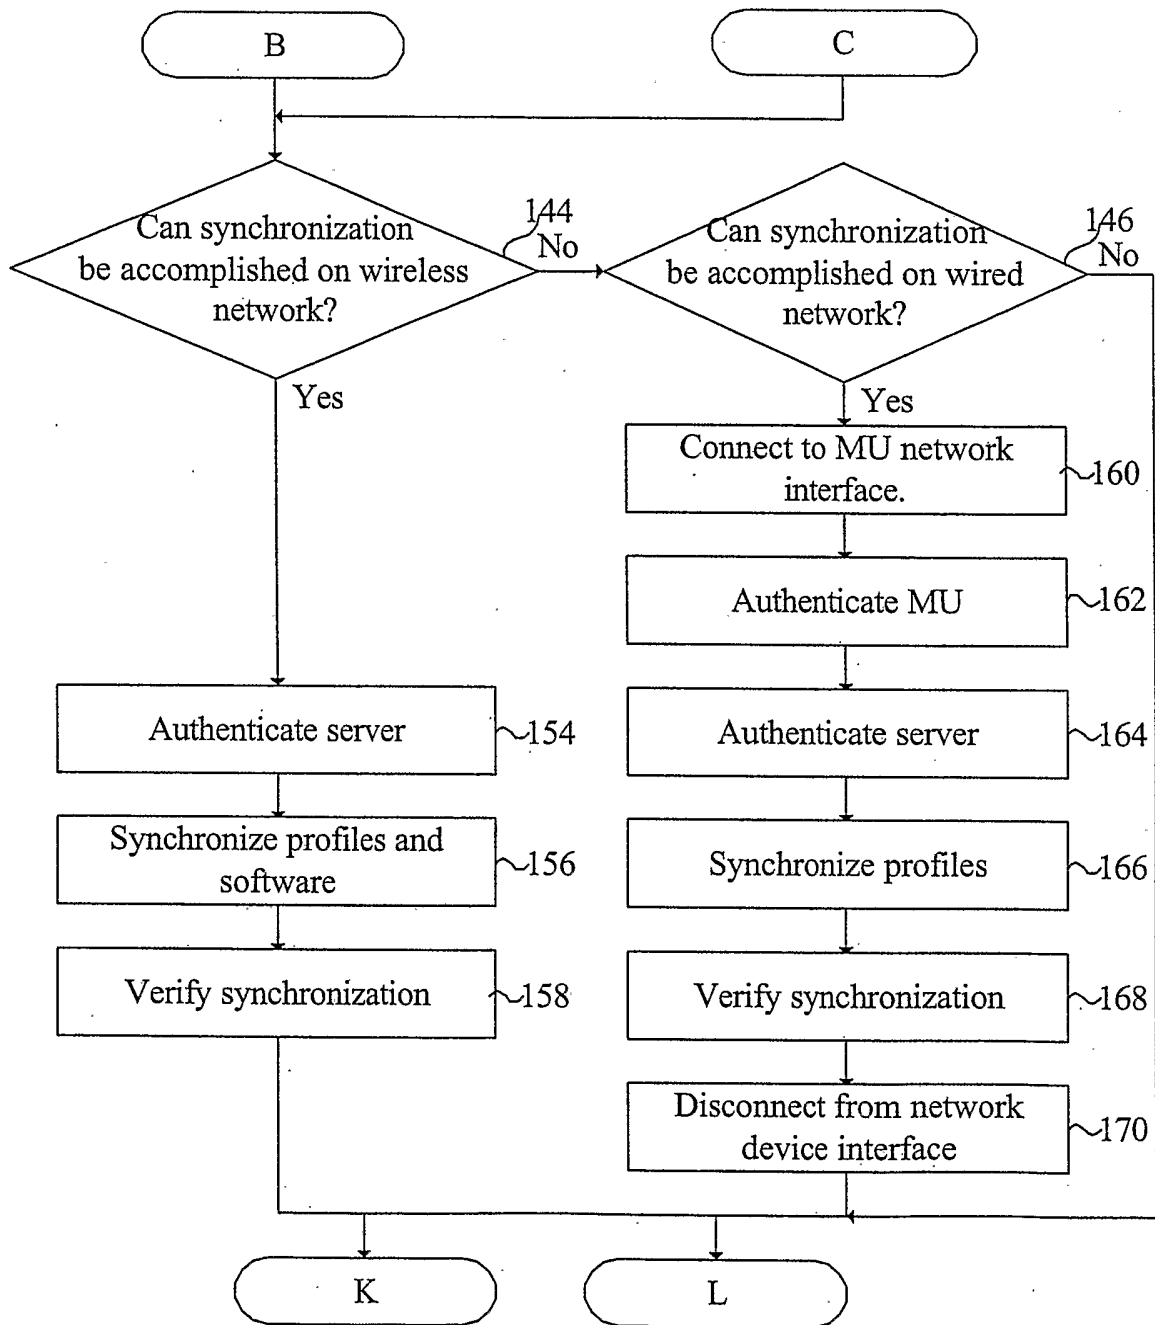 B
C
Can synchronization
be accomplished on wireless
network?
144
No
Can synchronization
be accomplished on wired
network?
146
No
Yes
Yes
Connect to MU network
interface.
160
Authenticate MU
162
Authenticate server
154
Authenticate server
164
Synchronize profiles and
software
156
Synchronize profiles
166
Verify synchronization
158
Verify synchronization
168
Disconnect from network
device interface
170
K
L